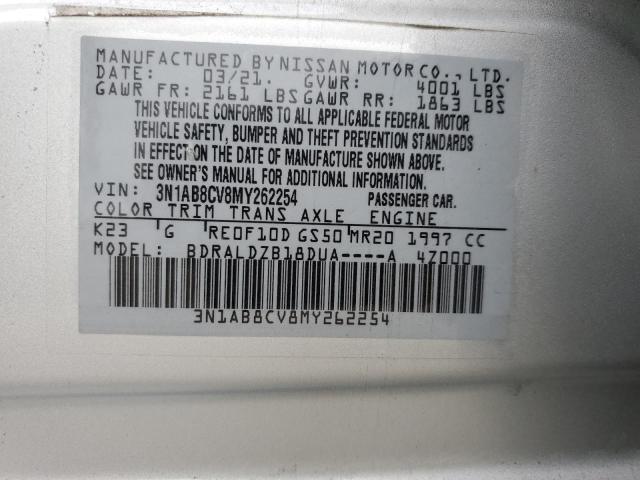 MANUFACTURED BY NISSAN MOTOR CO., LTD.
DATE: 03/21. GVWR: 4001 LBS
GAWR FR: 2161 LBS GAWR RR: 1863 LBS
THIS VEHICLE CONFORMS TO ALL APPLICABLE FEDERAL MOTOR
VEHICLE SAFETY, BUMPER AND THEFT PREVENTION STANDARDS
IN EFFECT ON THE DATE OF MANUFACTURE SHOWN ABOVE.
SEE OWNER'S MANUAL FOR ADDITIONAL INFORMATION.
VIN: 3N1AB8CV8MY262254 PASSENGER CAR.
COLOR TRIM TRANS AXLE ENGINE
K23 G RE0F10D GS50 MR20 1997 CC
MODEL: BDRALDZB18DUA----A 4Z000
3N1AB8CV8MY262254